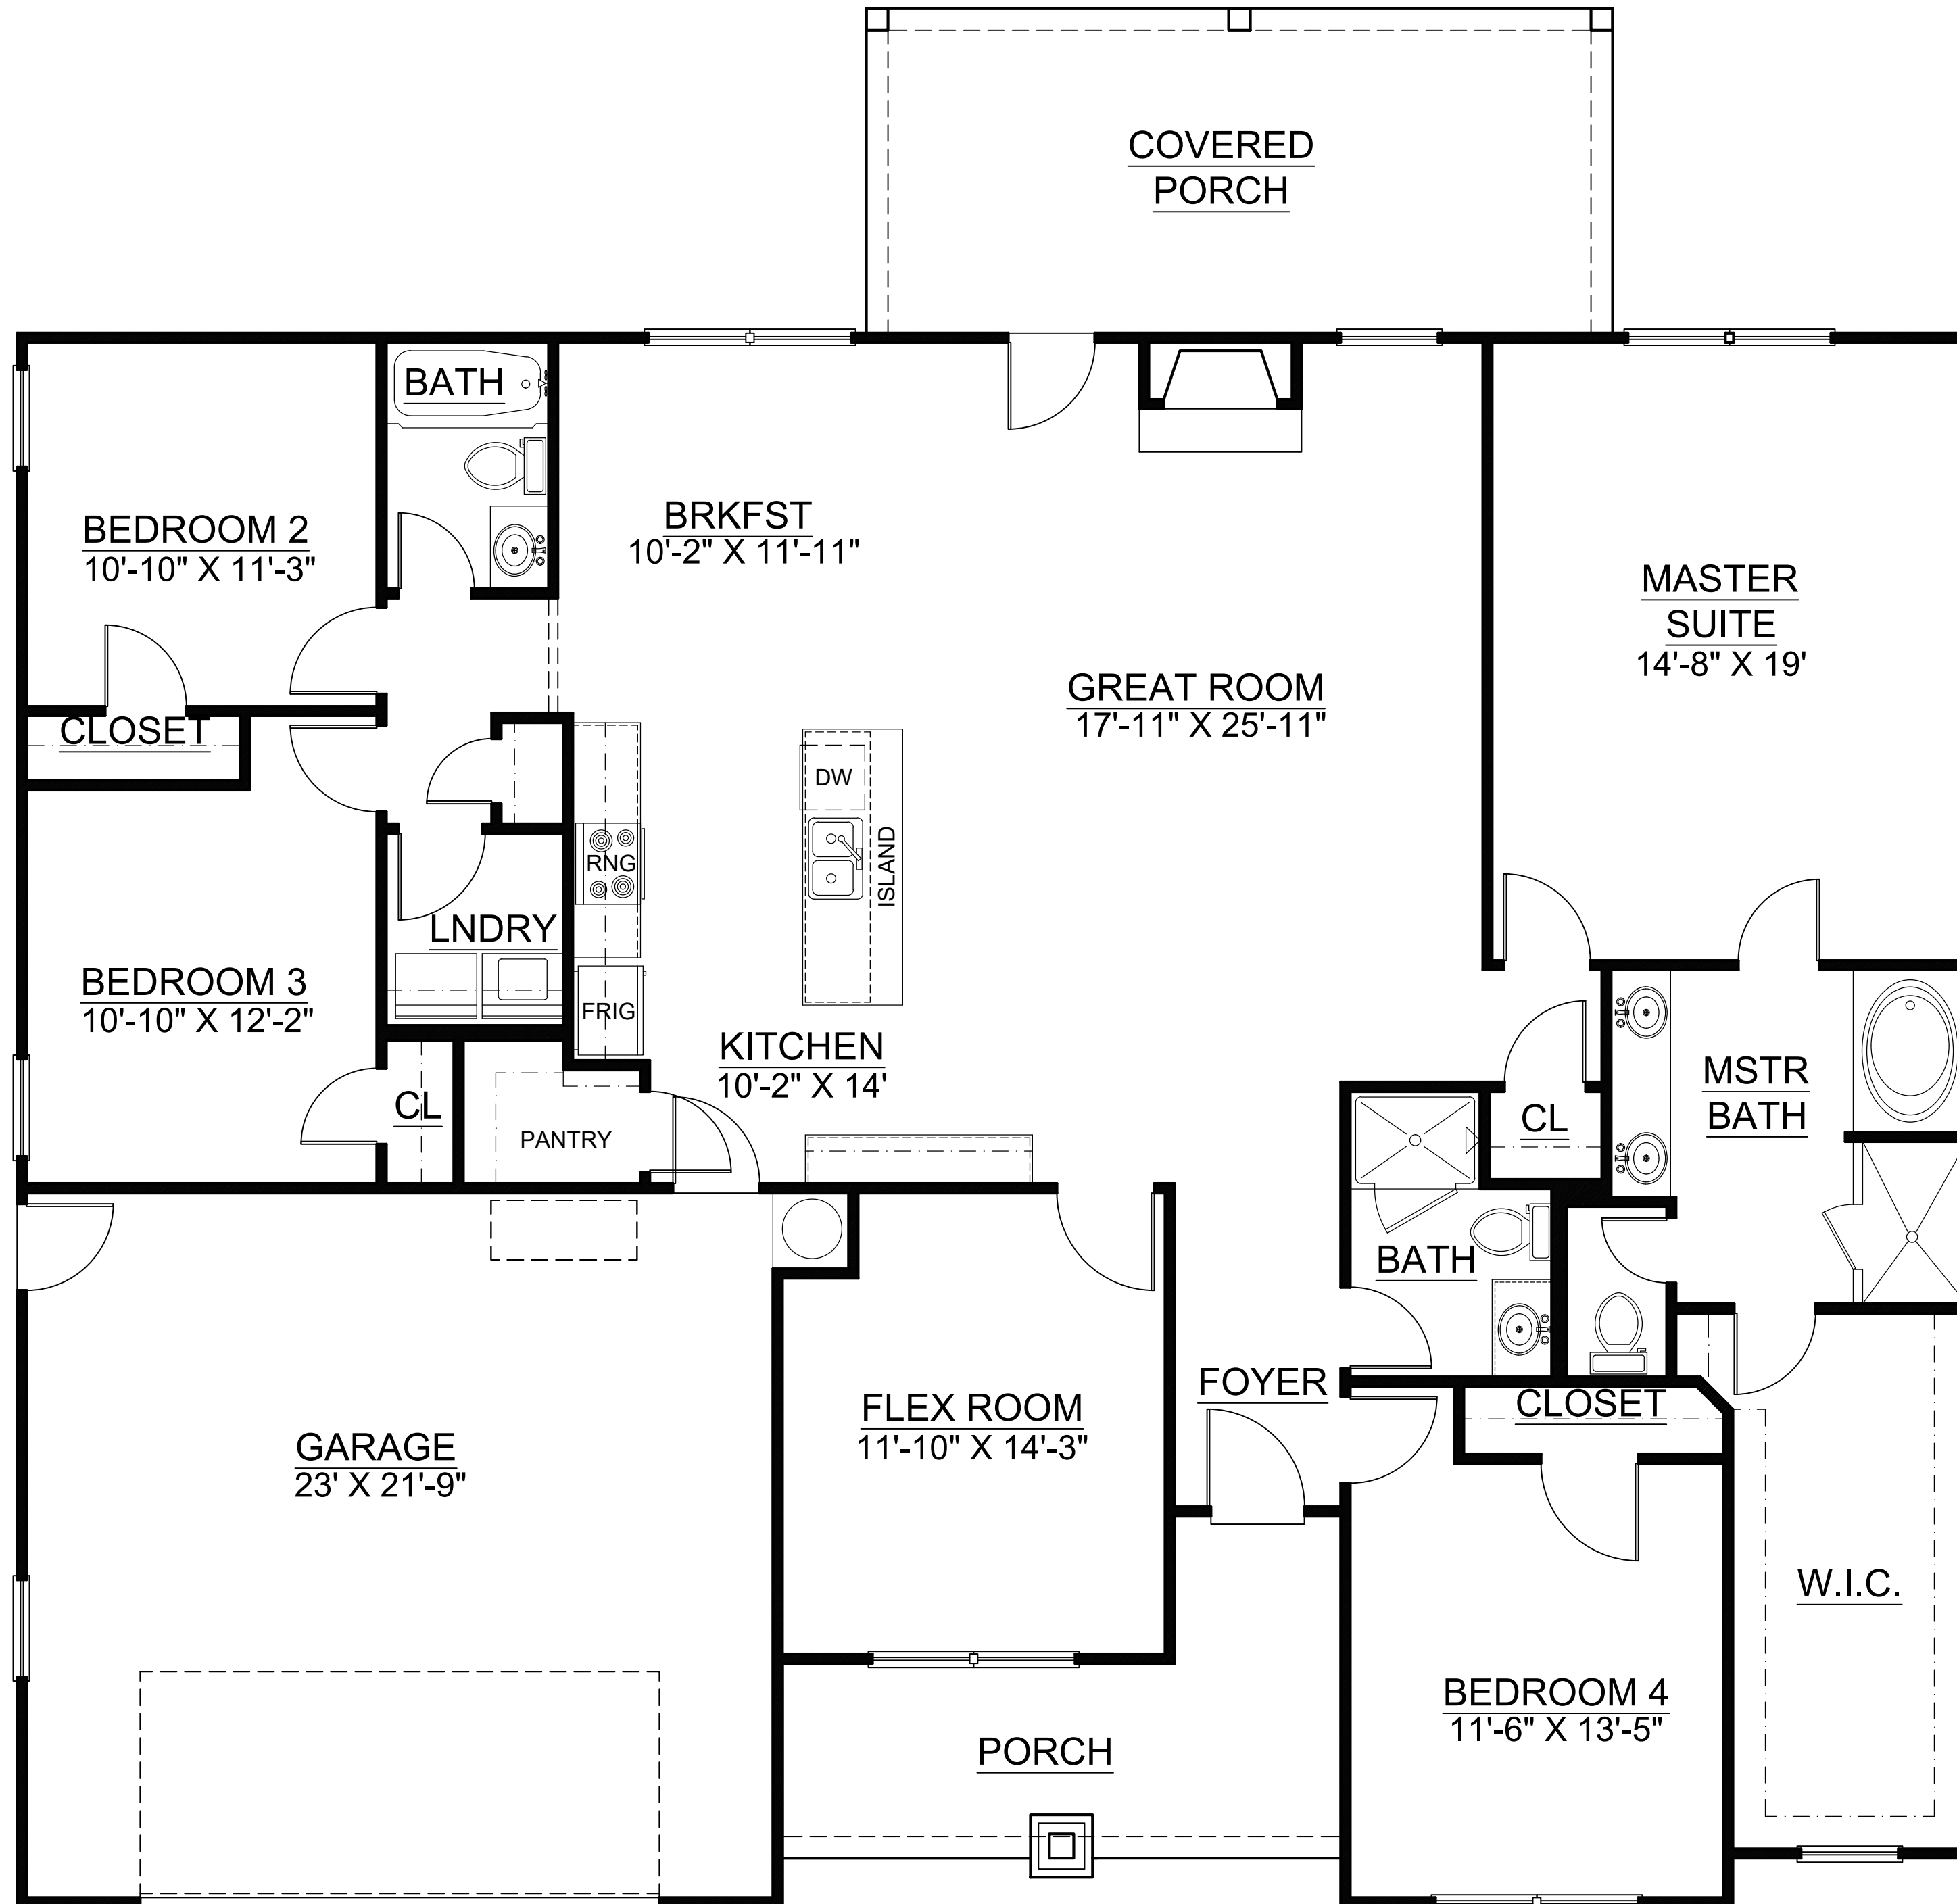 COVERED
PORCH
BATH
BEDROOM 2
10'-10" X 11'-3"
BRKFST
10'-2" X 11'-11"
MASTER
SUITE
14'-8" X 19'
GREAT ROOM
17'-11" X 25'-11"
CLOSET
DW
RNG
ISLAND
LNDRY
BEDROOM 3
10'-10" X 12'-2"
FRIG
KITCHEN
10'-2" X 14'
MSTR
BATH
CL
PANTRY
CL
BATH
FOYER
FLEX ROOM
11'-10" X 14'-3"
CLOSET
GARAGE
23' X 21'-9"
W.I.C.
BEDROOM 4
11'-6" X 13'-5"
PORCH